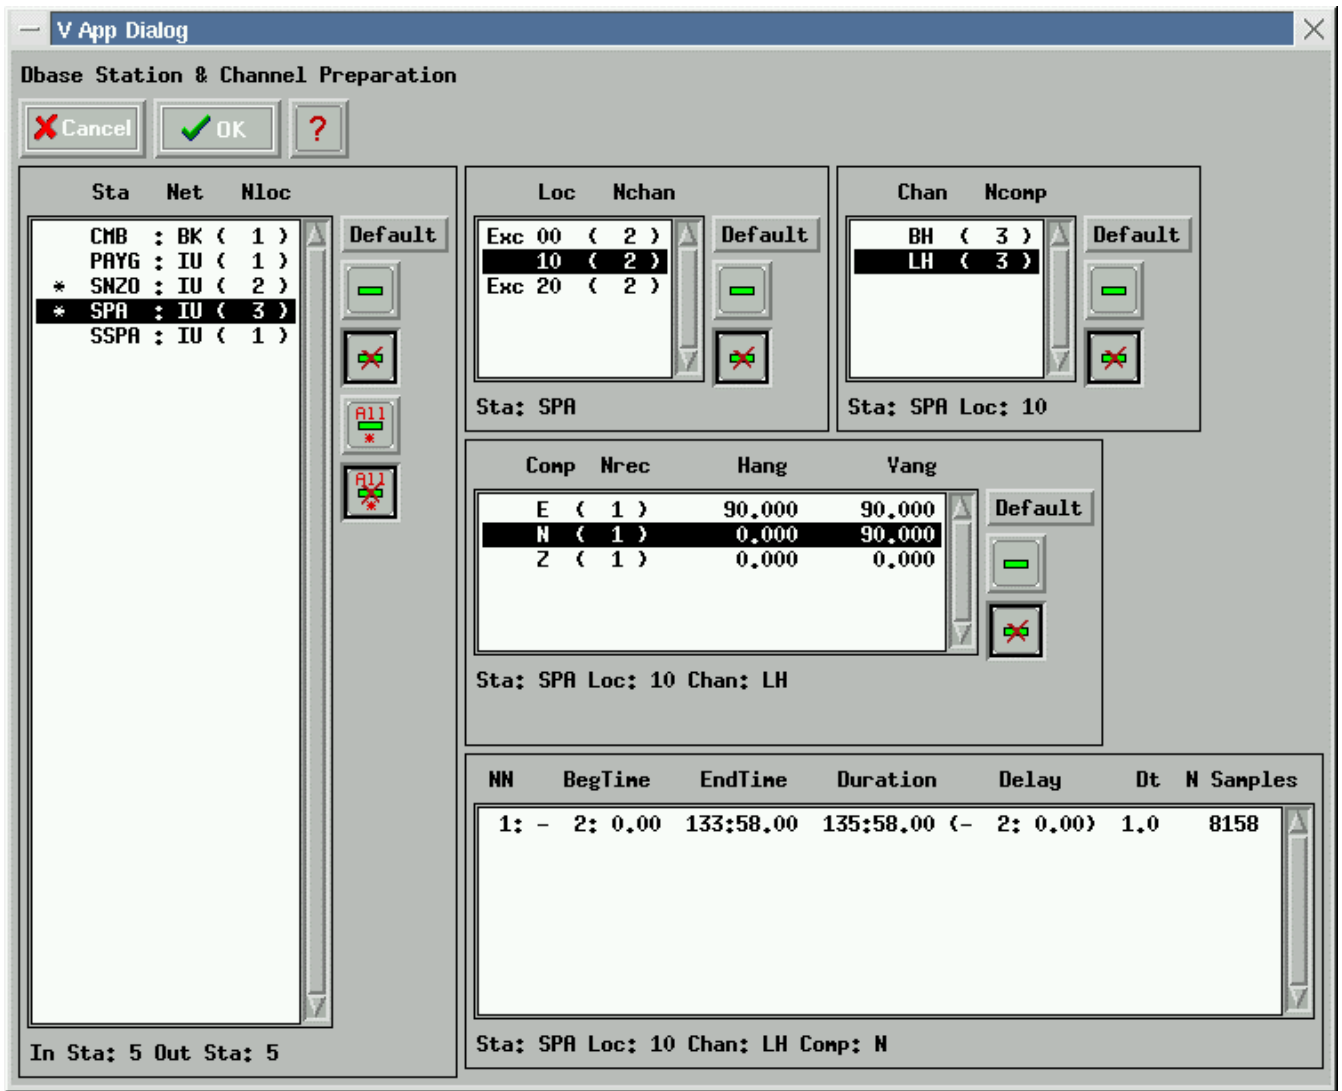 V App Dialog
Dbase Station & Channel Preparation
Cancel OK ?
Sta Net Nloc
CMB : BK ( 1 )
PAYG : IU ( 1 )
* SNZO : IU ( 2 )
* SPA : IU ( 3 )
SSPA : IU ( 1 )
Default
All
*
All
*
In Sta: 5 Out Sta: 5
Loc Nchan
Exc 00 ( 2 )
10 ( 2 )
Exc 20 ( 2 )
Default
Sta: SPA
Chan Ncomp
BH ( 3 )
LH ( 3 )
Default
Sta: SPA Loc: 10
Comp Nrec Hang Vang
E ( 1 ) 90.000 90.000
N ( 1 ) 0.000 90.000
Z ( 1 ) 0.000 0.000
Default
Sta: SPA Loc: 10 Chan: LH
NN BegTime EndTime Duration Delay Dt N Samples
1: - 2: 0.00 133:58.00 135:58.00 (- 2: 0.00) 1.0 8158
Sta: SPA Loc: 10 Chan: LH Comp: N